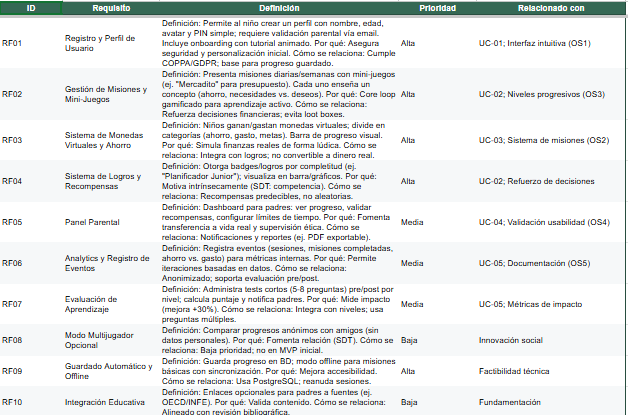 ID Requisito Definición Prioridad Relacionado con
Definición: Permite al niño crear un perfil con nombre, edad,
avatar y PIN simple; requiere validación parental vía email.
RF01 Registro y Perfil de Usuario Incluye onboarding con tutorial animado. Por qué: Asegura Alta UC-01; Interfaz intuitiva (OS1)
seguridad y personalización inicial. Cómo se relaciona: Cumple
COPPA/GDPR; base para progreso guardado.
Definición: Presenta misiones diarias/semanas con mini-juegos
(ej. "Mercadito" para presupuesto). Cada uno enseña un
RF02 Gestión de Misiones y Mini-Juegos concepto (ahorro, necesidades vs. deseos). Por qué: Core loop Alta UC-02; Niveles progresivos (OS3)
gamificado para aprendizaje activo. Cómo se relaciona:
Refuerza decisiones financieras; evita loot boxes.
Definición: Niños ganan/gastan monedas virtuales; divide en
RF03 Sistema de Monedas Virtuales y Ahorro categorías (ahorro, gasto, metas). Barra de progreso visual. Alta UC-03; Sistema de misiones (OS2)
Por qué: Simula finanzas reales de forma lúdica. Cómo se
relaciona: Integra con logros; no convertible a dinero real.
Definición: Otorga badges/logros por completitud (ej.
"Planificador Junior"); visualiza en barra/gráficos. Por qué:
RF04 Sistema de Logros y Recompensas Motiva intrínsecamente (SDT: competencia). Cómo se Alta UC-02; Refuerzo de decisiones
relaciona: Recompensas predecibles, no aleatorias.
Definición: Dashboard para padres: ver progreso, validar
RF05 Panel Parental recompensas, configurar límites de tiempo. Por qué: Fomenta Media UC-04; Validación usabilidad (OS4)
transferencia a vida real y supervisión ética. Cómo se
relaciona: Notificaciones y reportes (ej. PDF exportable).
Definición: Registra eventos (sesiones, misiones completadas,
RF06 Analytics y Registro de Eventos ahorro vs. gasto) para métricas internas. Por qué: Permite Media UC-05; Documentación (OS5)
iteraciones basadas en datos. Cómo se relaciona:
Anonimizado; soporta evaluación pre/post.
Definición: Administra tests cortos (5-8 preguntas) pre/post por
RF07 Evaluación de Aprendizaje nivel; calcula puntaje y notifica padres. Por qué: Mide impacto Media UC-05; Métricas de impacto
(mejora +30%). Cómo se relaciona: Integra con niveles; usa
preguntas múltiples.
Definición: Comparar progresos anónimos con amigos (sin
RF08 Modo Multijugador Opcional datos personales). Por qué: Fomenta relación (SDT). Cómo se Baja Innovación social
relaciona: Baja prioridad; no en MVP inicial.
Definición: Guarda progreso en BD; modo offline para misiones
RF09 Guardado Automático y Offline básicas con sincronización. Por qué: Mejora accesibilidad. Alta Factibilidad técnica
Cómo se relaciona: Usa PostgreSQL; reanuda sesiones.
Definición: Enlaces opcionales para padres a fuentes (ej.
RF10 Integración Educativa OECD/INFE). Por qué: Valida contenido. Cómo se relaciona: Baja Fundamentación
Alineado con revisión bibliográfica.